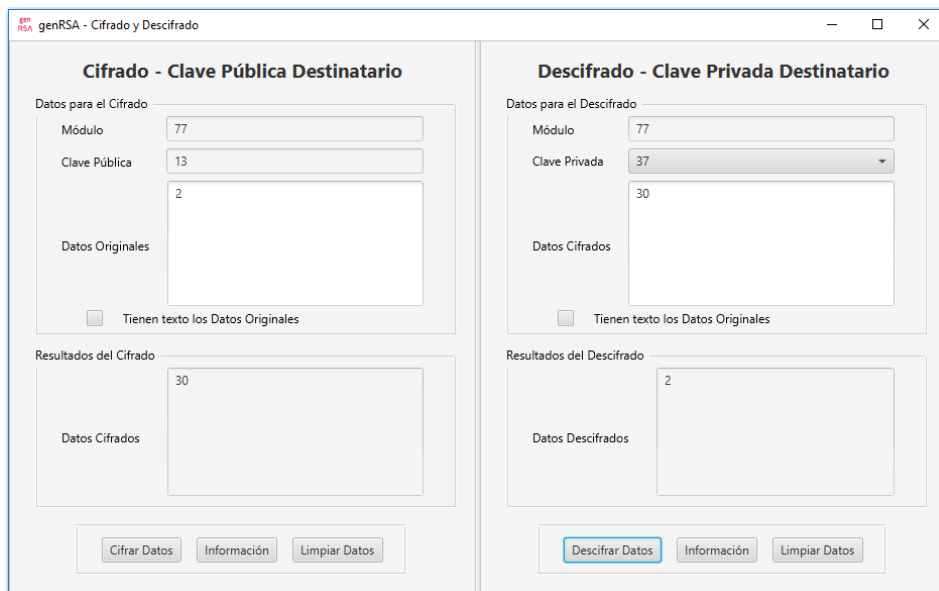 gen RSA genRSA - Cifrado y Descifrado
Cifrado - Clave Pública Destinatario
Datos para el Cifrado
Módulo 77
Clave Pública 13
2
Datos Originales
Tienen texto los Datos Originales
Resultados del Cifrado
30
Datos Cifrados
Cifrar Datos Información Limpiar Datos
Descifrado - Clave Privada Destinatario
Datos para el Descifrado
Módulo 77
Clave Privada 37
30
Datos Cifrados
Tienen texto los Datos Originales
Resultados del Descifrado
2
Datos Descifrados
Descifrar Datos Información Limpiar Datos